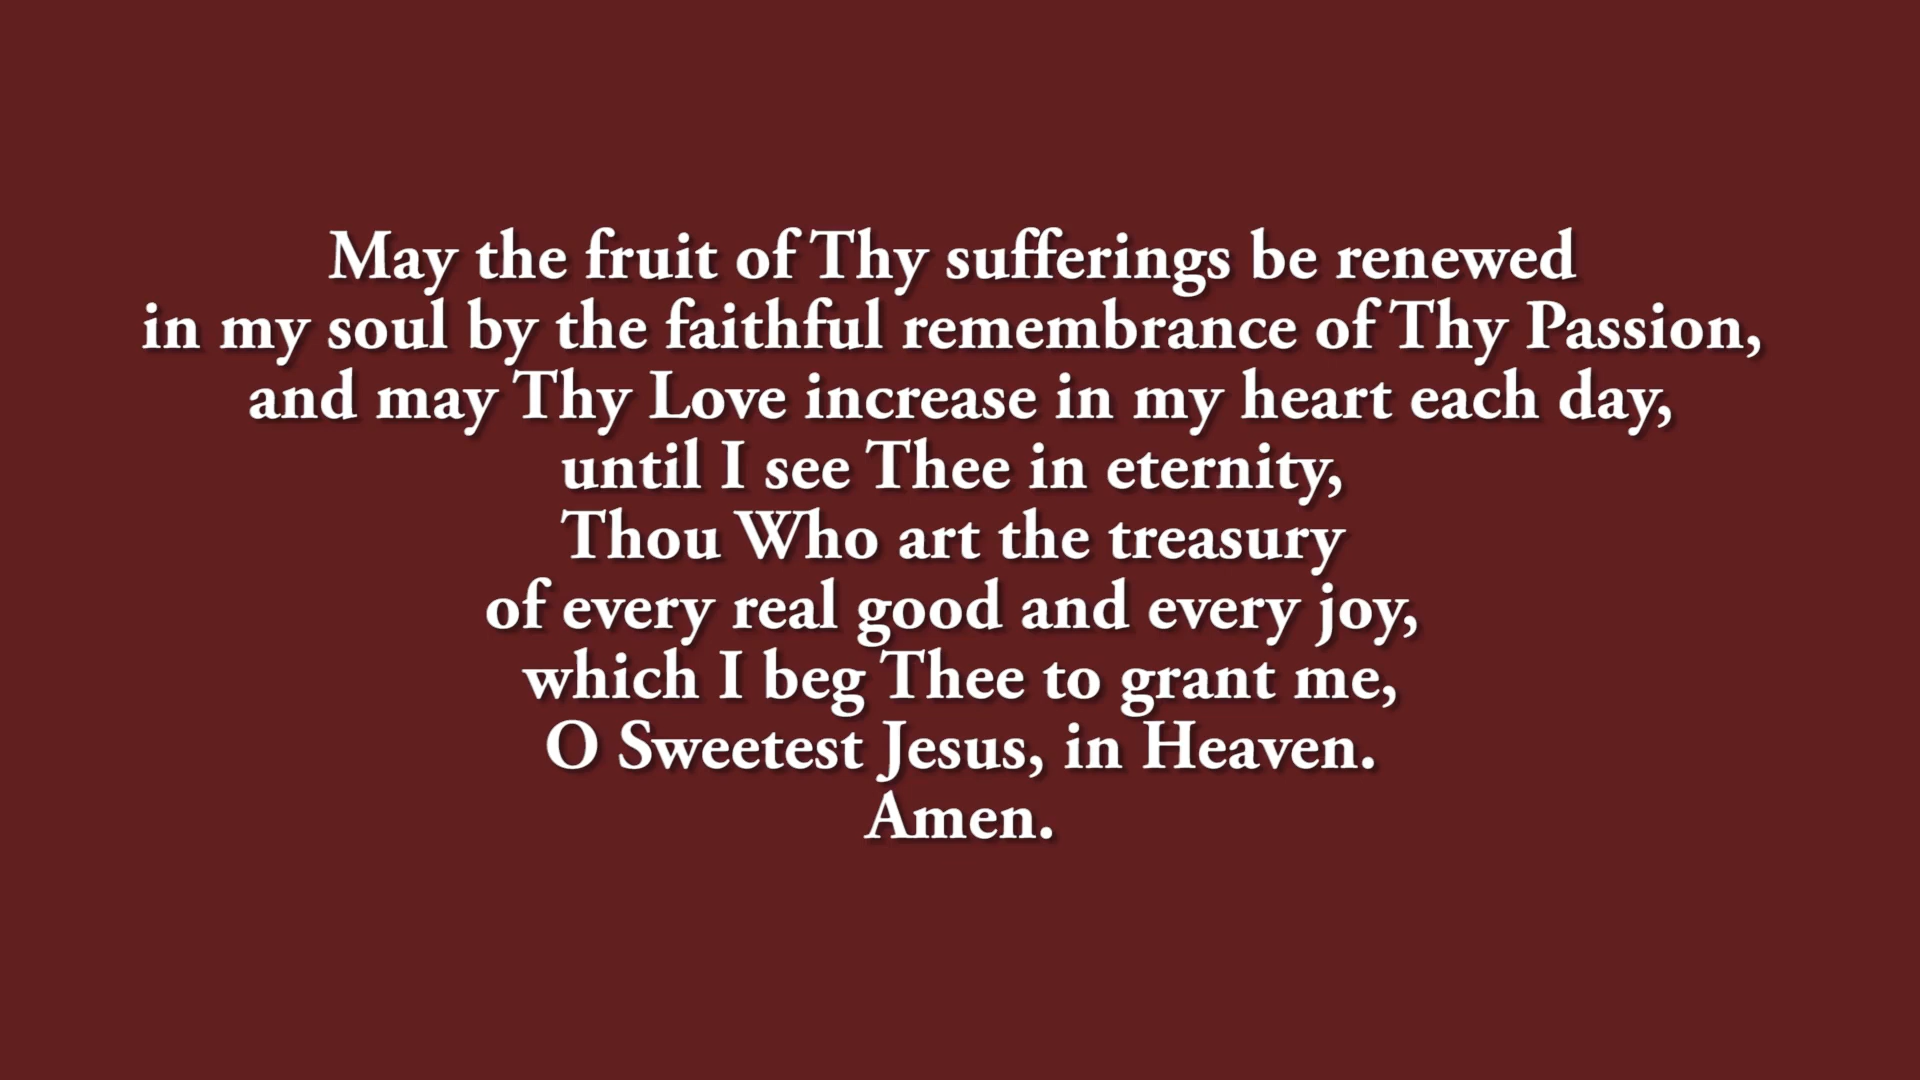 May the fruit of Thy sufferings be renewed
in my soul by the faithful remembrance of Thy Passion,
and may Thy Love increase in my heart each day,
until I see Thee in eternity,
Thou Who art the treasury
of every real good and every joy,
which I beg Thee to grant me,
O Sweetest Jesus, in Heaven.
Amen.